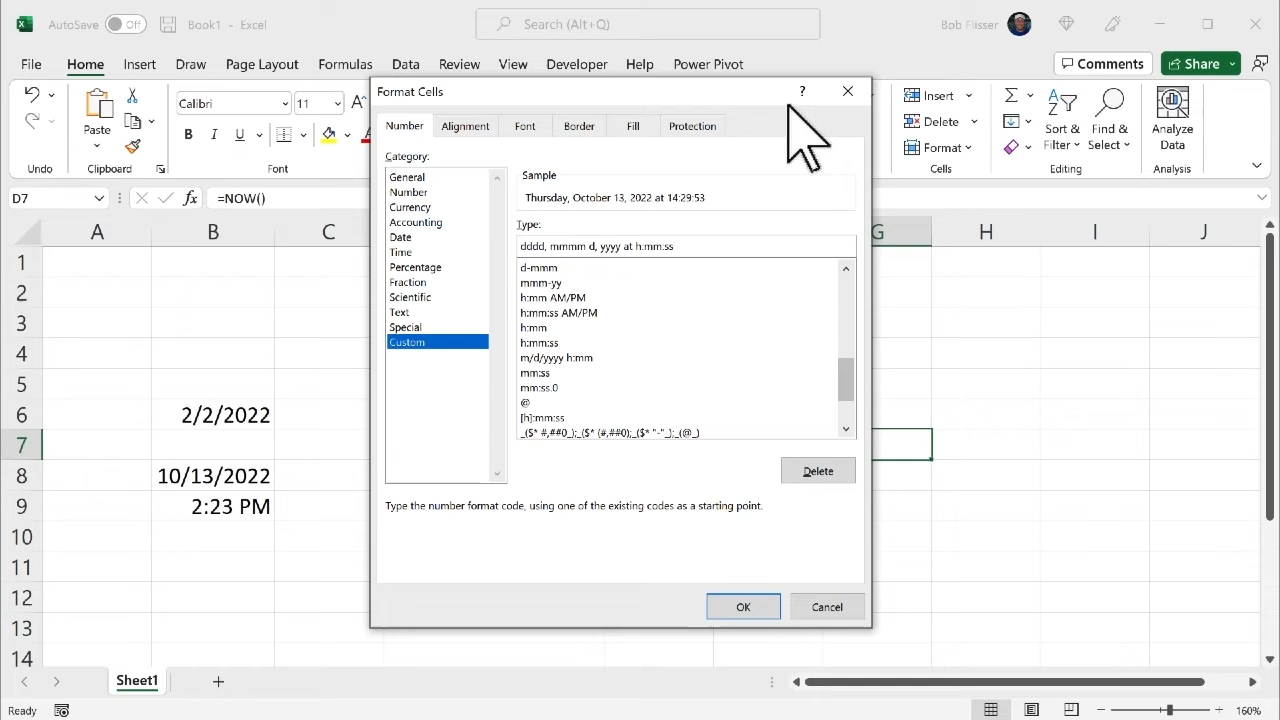 AutoSave Off Book1 - Excel Search (Alt+Q) Bob Flisser
File Home Insert Draw Page Layout Formulas Data Review View Developer Help Power Pivot Comments Share
Calibri 11 A
Paste
B I U
Undo Clipboard Font
Insert
Delete
Format
Cells
Sort & Filter
Find & Select
Editing
Analyze Data
Analysis
D7 fx =NOW()
A B C G H I J
1
2
3
4
5
6 2/2/2022
7
8 10/13/2022
9 2:23 PM
10
11
12
13
14
Format Cells ?
Number Alignment Font Border Fill Protection
Category:
General
Number
Currency
Accounting
Date
Time
Percentage
Fraction
Scientific
Text
Special
Custom
Sample
Thursday, October 13, 2022 at 14:29:53
Type:
dddd, mmmm d, yyyy at h:mm:ss
d-mmm
mmm-yy
h:mm AM/PM
h:mm:ss AM/PM
h:mm
h:mm:ss
m/d/yyyy h:mm
mm:ss
mm:ss.0
@
[h]:mm:ss
_($* #,##0_);_($* (#,##0);_($* "-"_);_(@_)
Delete
Type the number format code, using one of the existing codes as a starting point.
OK Cancel
Sheet1
Ready 160%